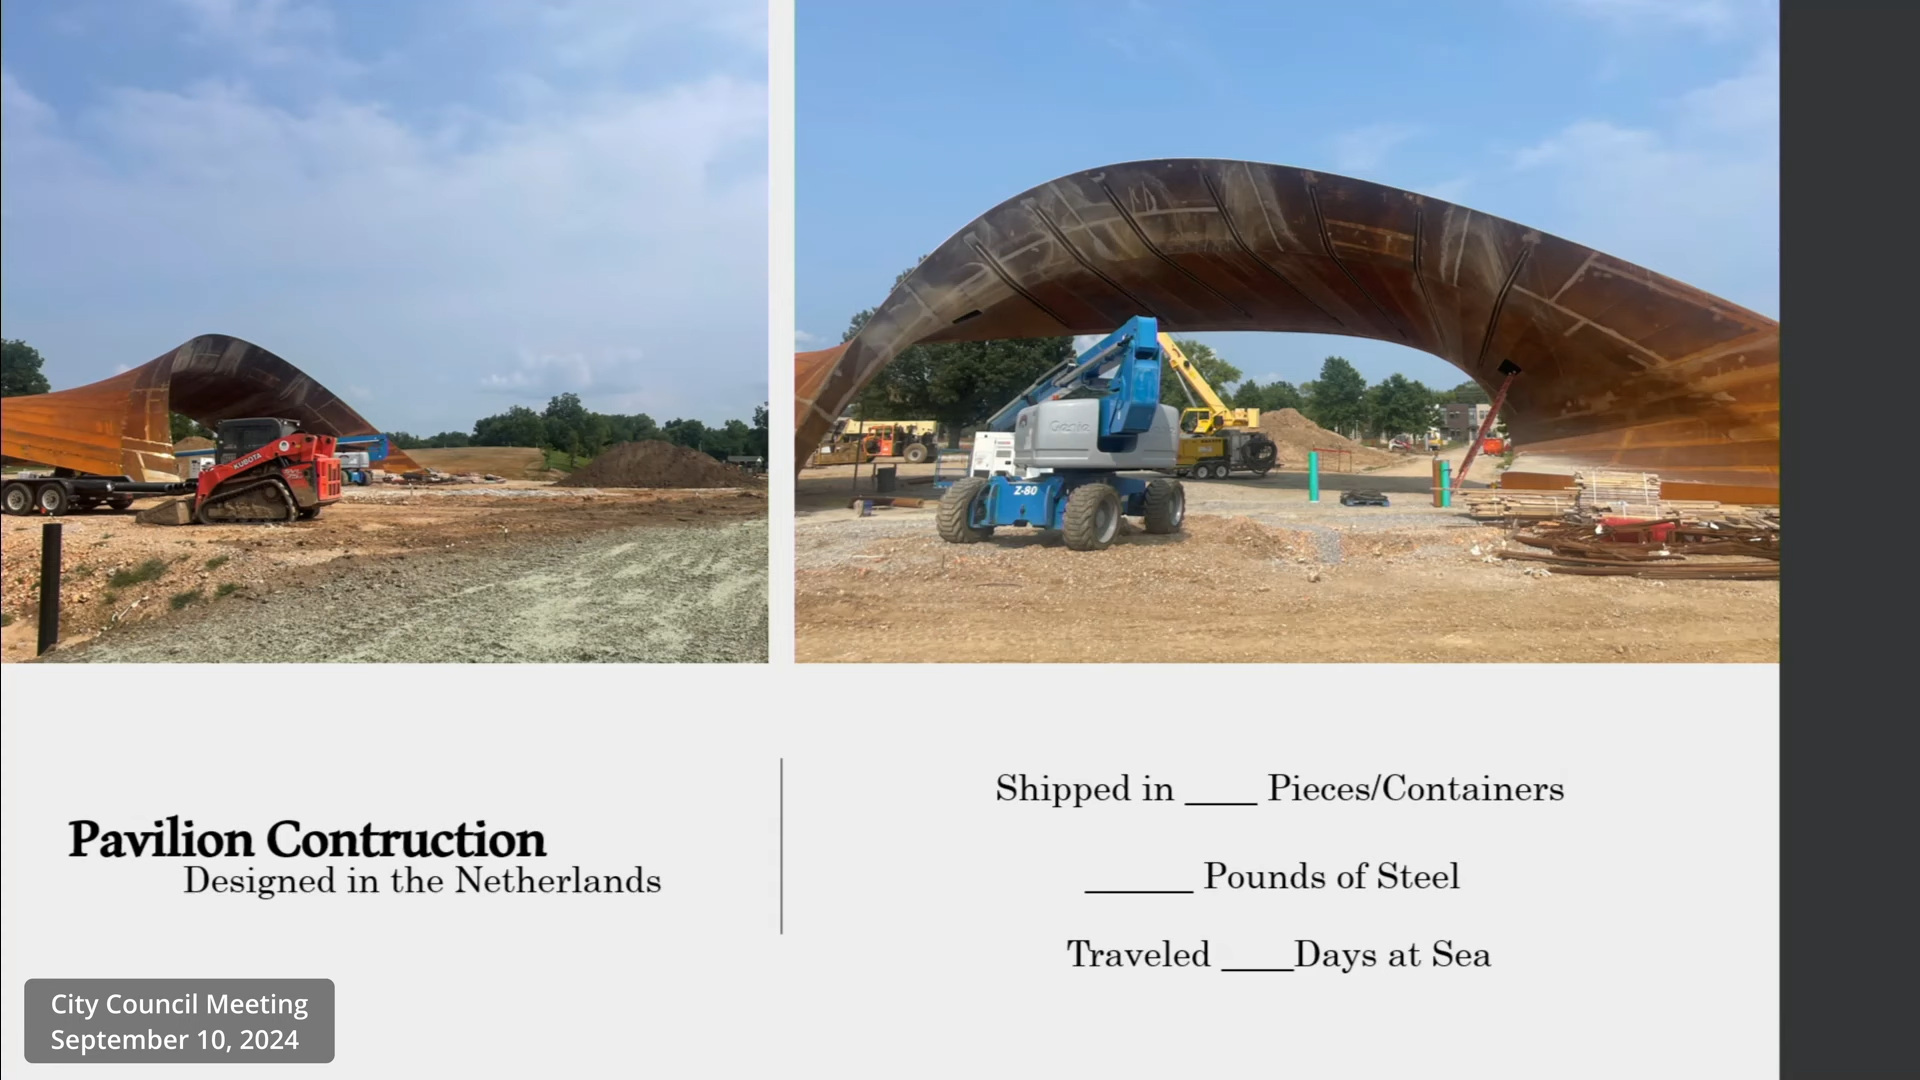 KUBOTA
Genie
Z-80
Pavilion Contruction
Designed in the Netherlands
Shipped in ____ Pieces/Containers
______ Pounds of Steel
Traveled ____Days at Sea
City Council Meeting
September 10, 2024